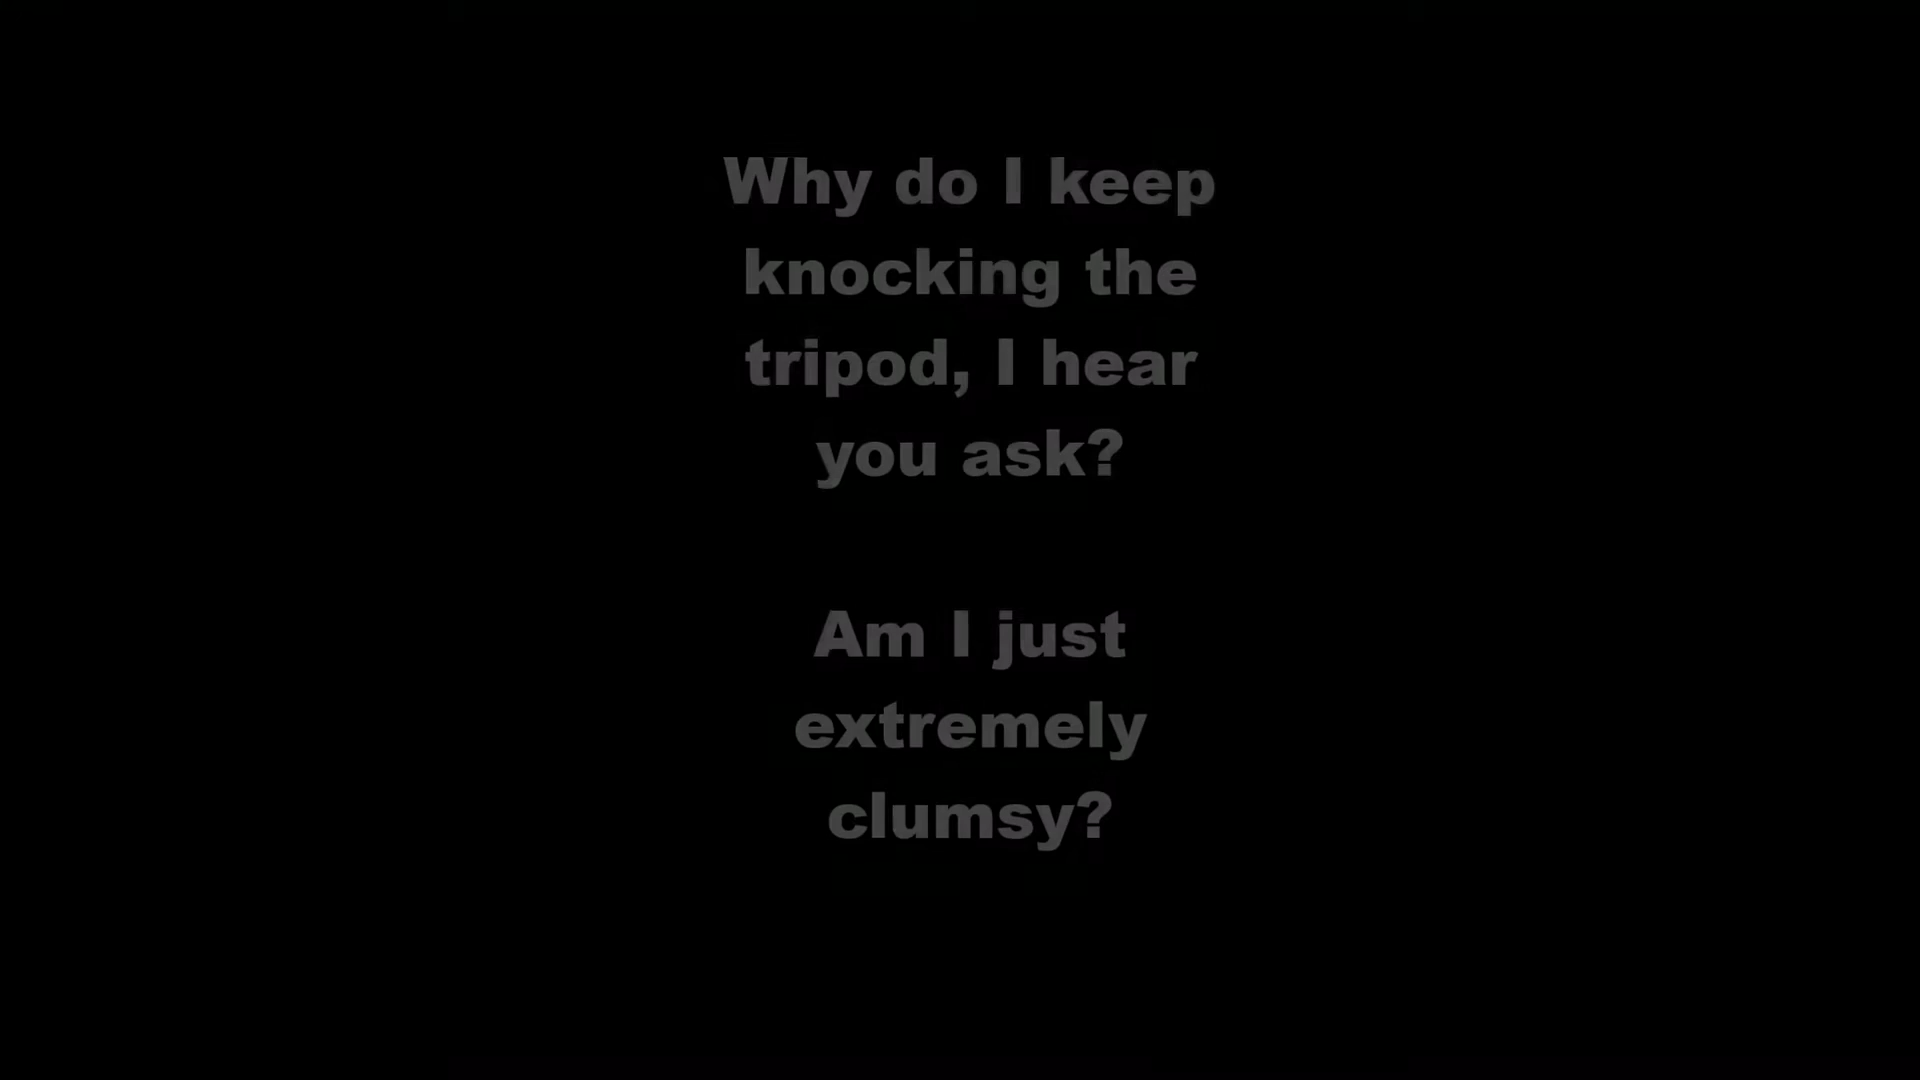 Why do I keep
knocking the
tripod, I hear
you ask?
Am I just
extremely
clumsy?